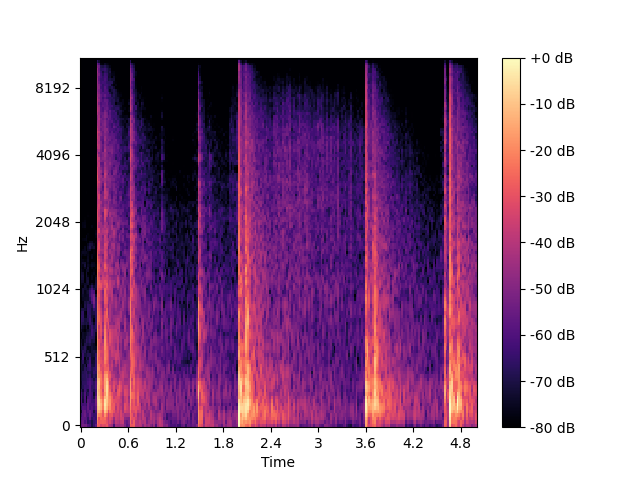 +0 dB
8192
-10 dB
4096
-20 dB
-30 dB
2048
-40 dB
Hz
1024
-50 dB
-60 dB
512
-70 dB
0
-80 dB
0 0.6 1.2 1.8 2.4 3 3.6 4.2 4.8
Time